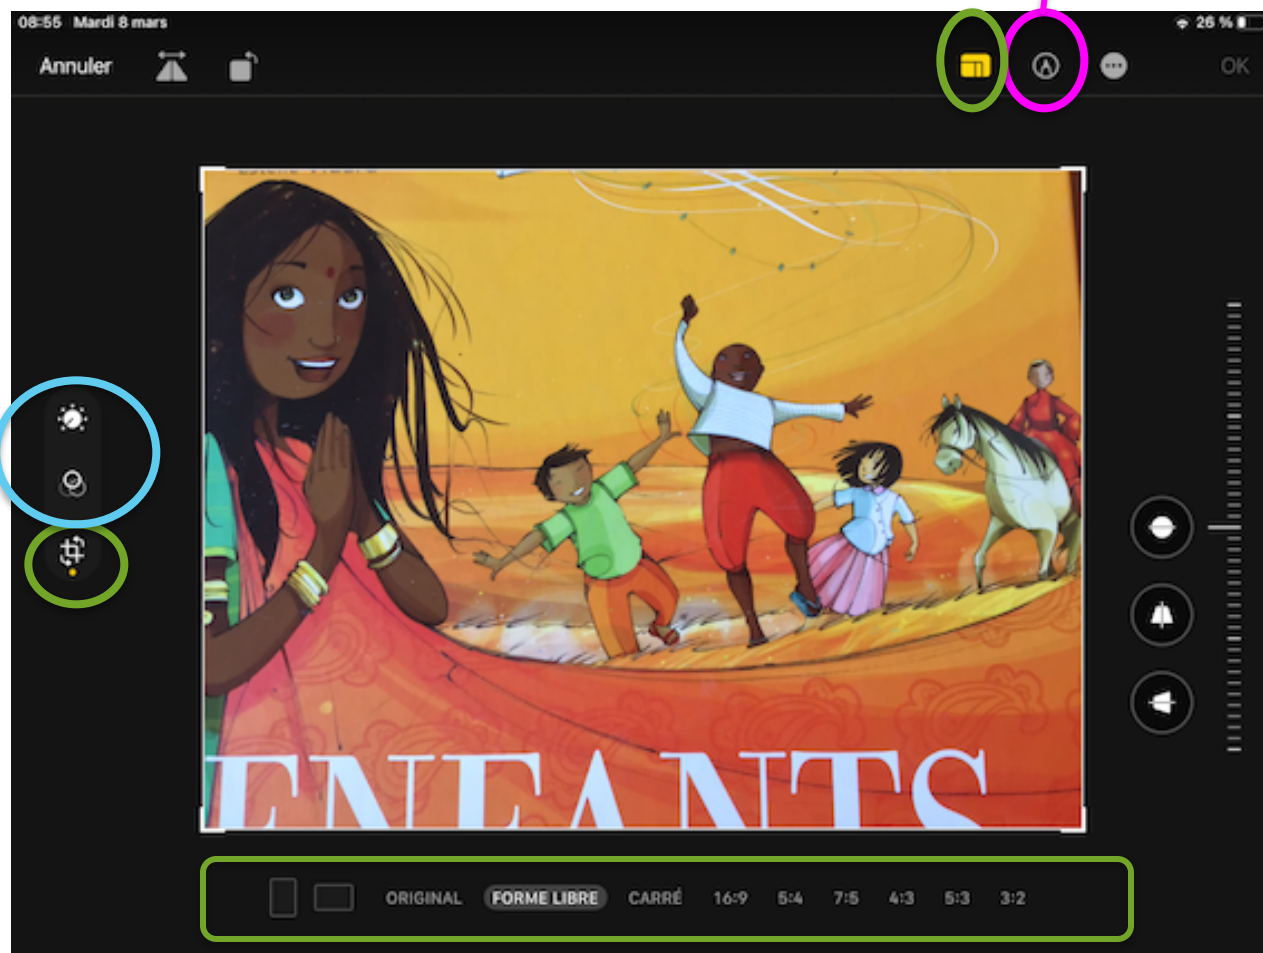 08:55 Mardi 8 mars
26 %
Annuler
OK
ENFANTS
ORIGINAL FORME LIBRE CARRÉ 16:9 5:4 7:5 4:3 5:3 3:2